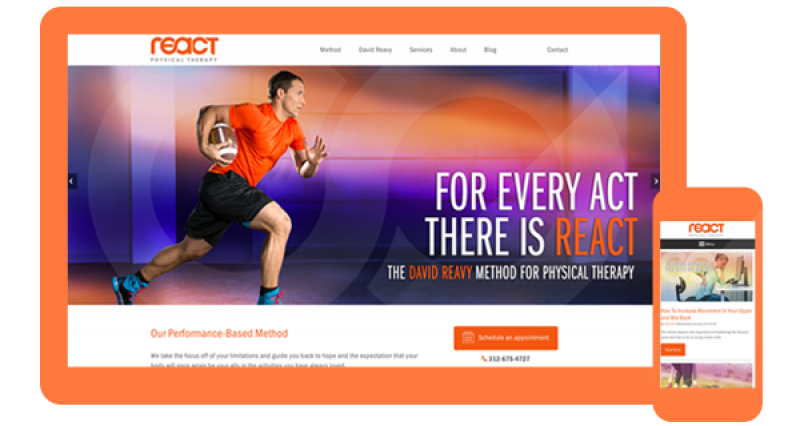 REACT
PHYSICAL THERAPY
Method David Reavy Services About Blog Contact
FOR EVERY ACT
THERE IS REACT
THE DAVID REAVY METHOD FOR PHYSICAL THERAPY
Our Performance-Based Method
We take the focus off of your limitations and guide you back to hope and the expectation that your
body will once again be your ally in the activities you have always loved.
Schedule an appointment
312-675-4727
REACT
PHYSICAL THERAPY
Menu
How To Increase Movement In Your Upper
and Mid Back